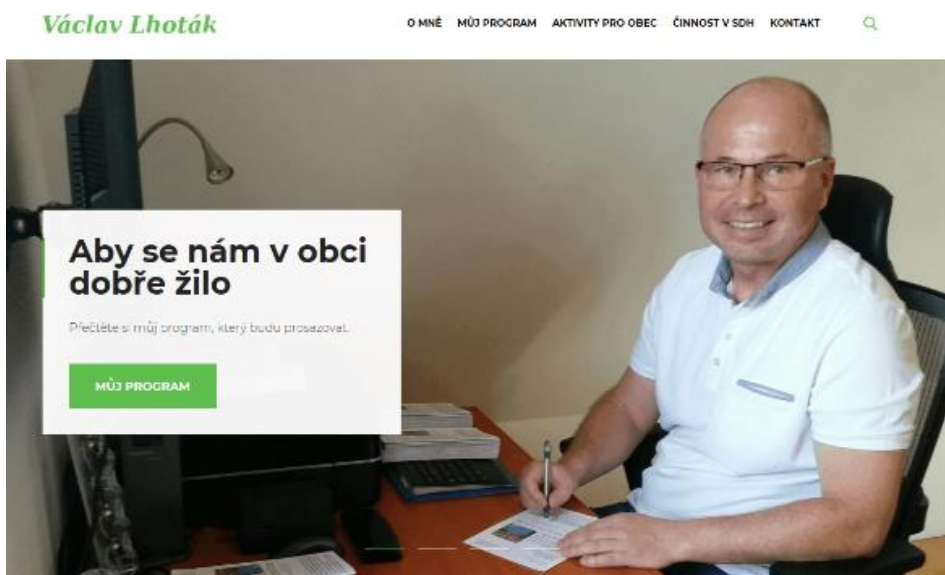 Václav Lhoták
O MNĚ MŮJ PROGRAM AKTIVITY PRO OBEC ČINNOST V SDH KONTAKT
Aby se nám v obci
dobře žilo
Přečtěte si můj program, který budu prosazovat.
MŮJ PROGRAM